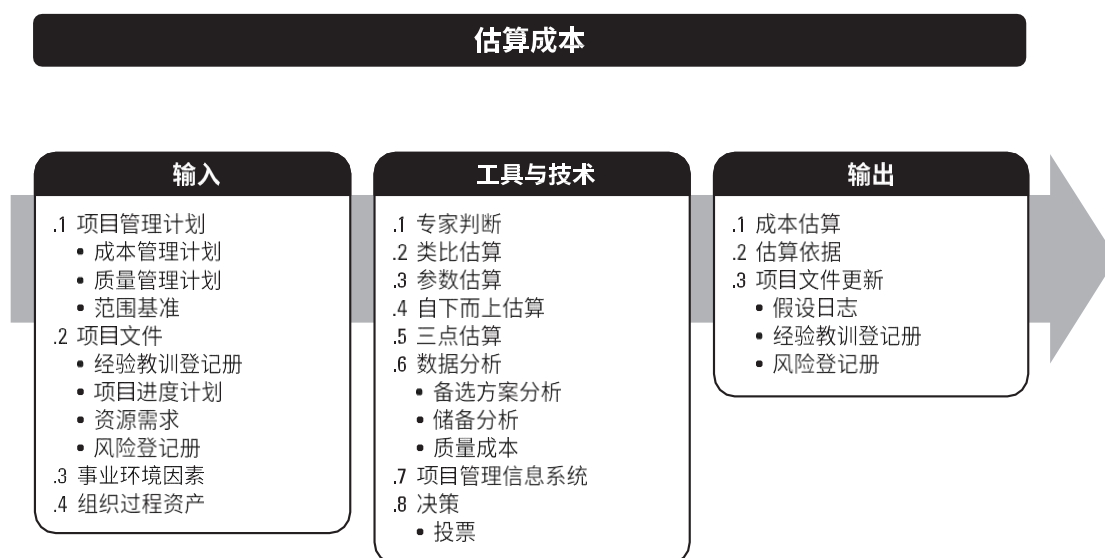 估算成本
输入
.1 项目管理计划
• 成本管理计划
• 质量管理计划
• 范围基准
.2 项目文件
• 经验教训登记册
• 项目进度计划
• 资源需求
• 风险登记册
.3 事业环境因素
.4 组织过程资产
工具与技术
.1 专家判断
.2 类比估算
.3 参数估算
.4 自下而上估算
.5 三点估算
.6 数据分析
• 备选方案分析
• 储备分析
• 质量成本
.7 项目管理信息系统
.8 决策
• 投票
输出
.1 成本估算
.2 估算依据
.3 项目文件更新
• 假设日志
• 经验教训登记册
• 风险登记册